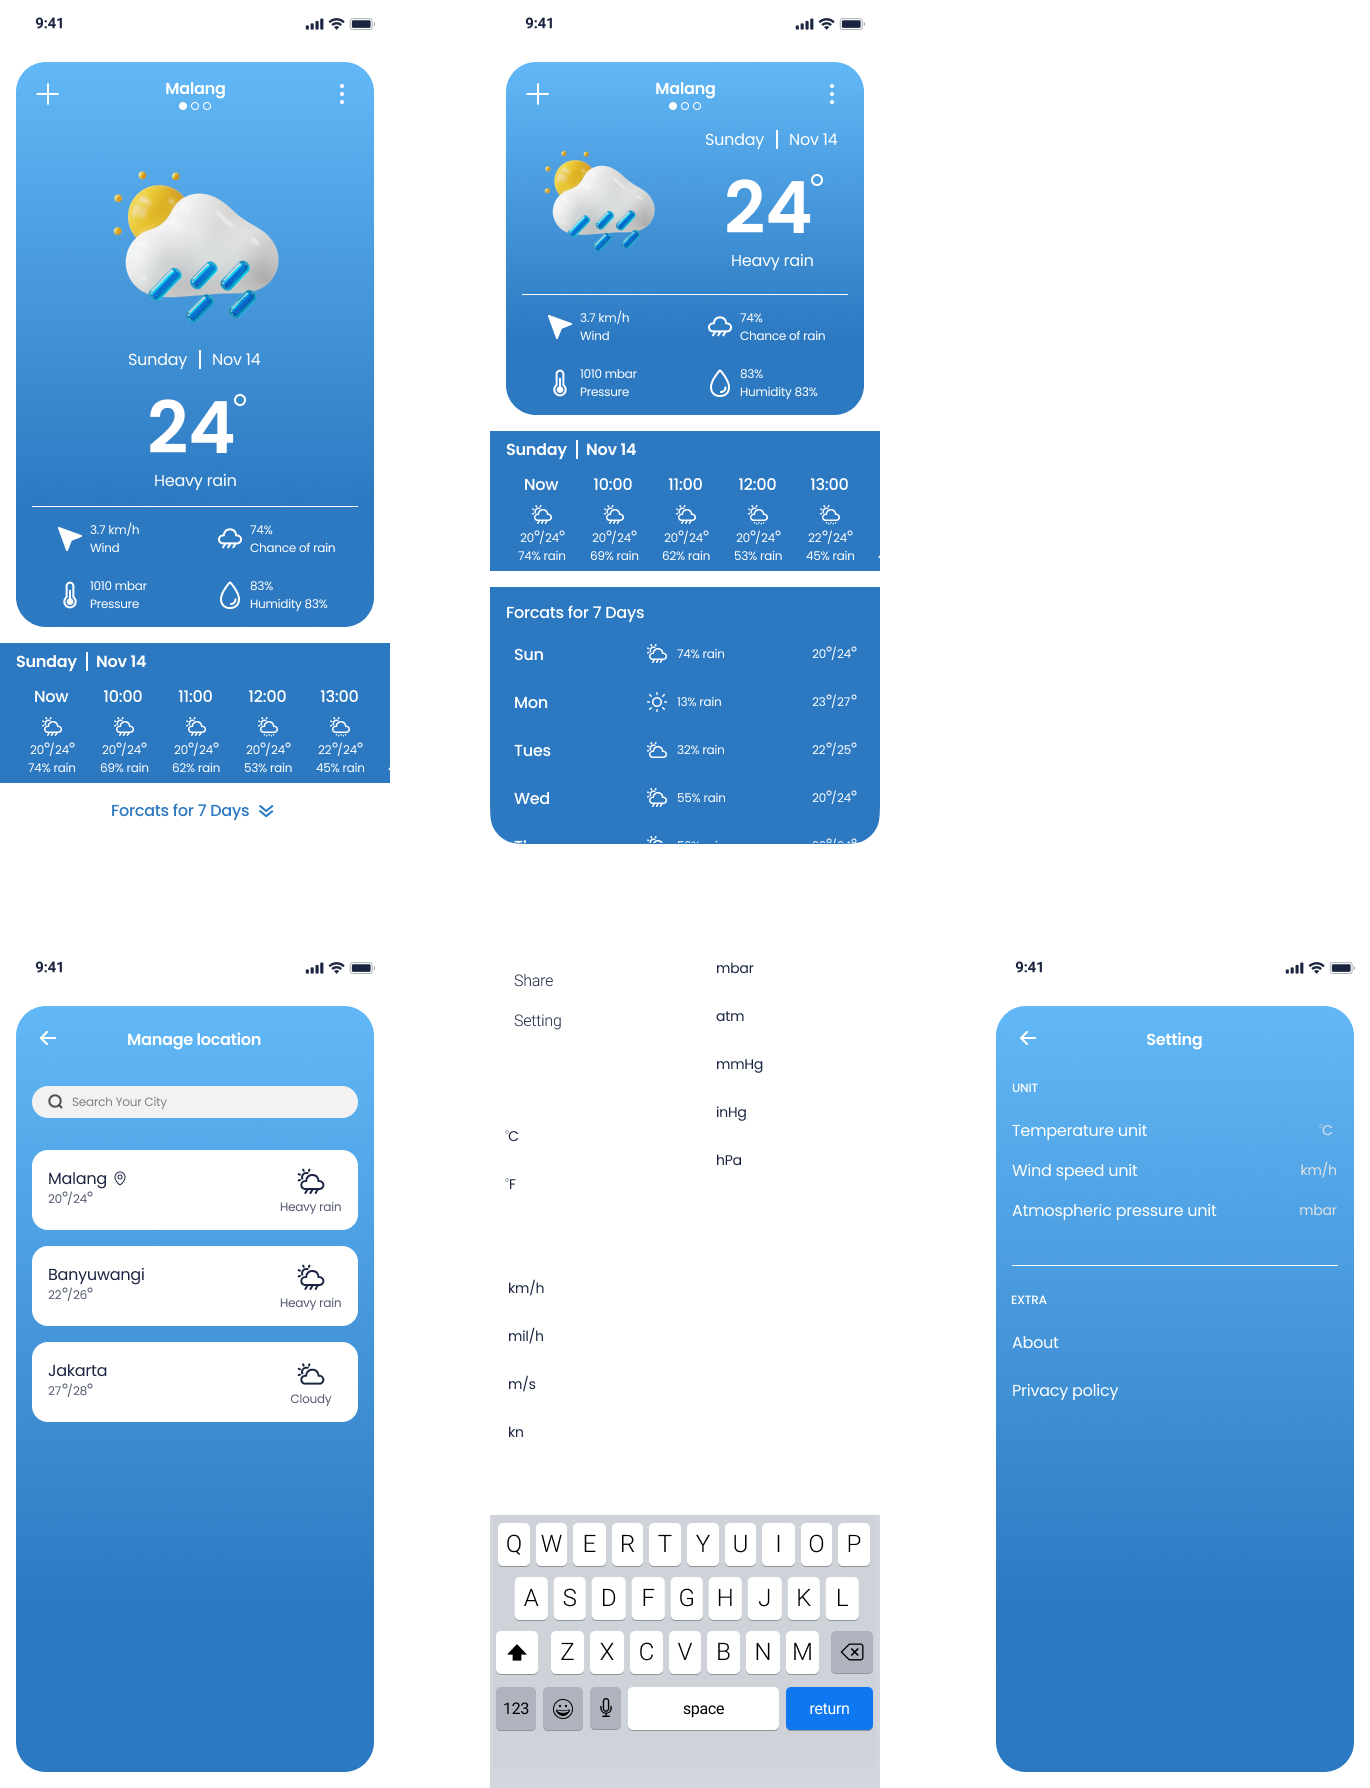 9:41
Malang
Sunday | Nov 14
24°
Heavy rain
3.7 km/h
Wind
74%
Chance of rain
1010 mbar
Pressure
83%
Humidity 83%
Sunday | Nov 14
Now 10:00 11:00 12:00 13:00
20°/24° 20°/24° 20°/24° 20°/24° 22°/24°
74% rain 69% rain 62% rain 53% rain 45% rain
Forcats for 7 Days
9:41
Malang
Sunday | Nov 14
24°
Heavy rain
3.7 km/h
Wind
74%
Chance of rain
1010 mbar
Pressure
83%
Humidity 83%
Sunday | Nov 14
Now 10:00 11:00 12:00 13:00
20°/24° 20°/24° 20°/24° 20°/24° 22°/24°
74% rain 69% rain 62% rain 53% rain 45% rain
Forcats for 7 Days
Sun 74% rain 20°/24°
Mon 13% rain 23°/27°
Tues 32% rain 22°/25°
Wed 55% rain 20°/24°
9:41
Manage location
Search Your City
Malang
20°/24°
Heavy rain
Banyuwangi
22°/26°
Heavy rain
Jakarta
27°/28°
Cloudy
Share
Setting
°C
°F
km/h
mil/h
m/s
kn
mbar
atm
mmHg
inHg
hPa
Q W E R T Y U I O P
A S D F G H J K L
Z X C V B N M
123 space return
9:41
Setting
UNIT
Temperature unit °C
Wind speed unit km/h
Atmospheric pressure unit mbar
EXTRA
About
Privacy policy